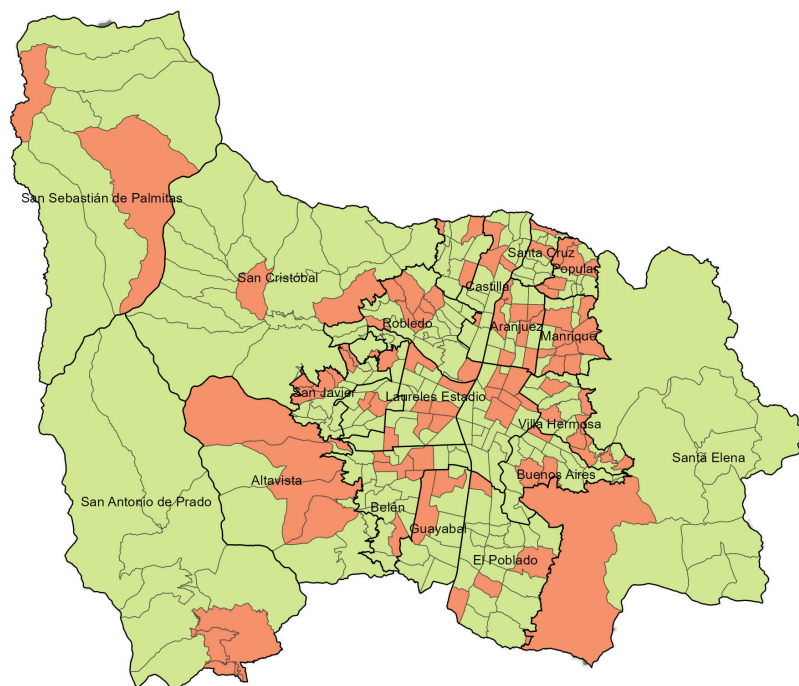 San Sebastián de Palmitas
San Cristóbal
Santa Cruz
Popular
Castilla
Robledo
Aranjuez
Manrique
San Javier
Laureles Estadio
Villa Hermosa
Santa Elena
Altavista
Buenos Aires
San Antonio de Prado
Belén
Guayabal
El Poblado